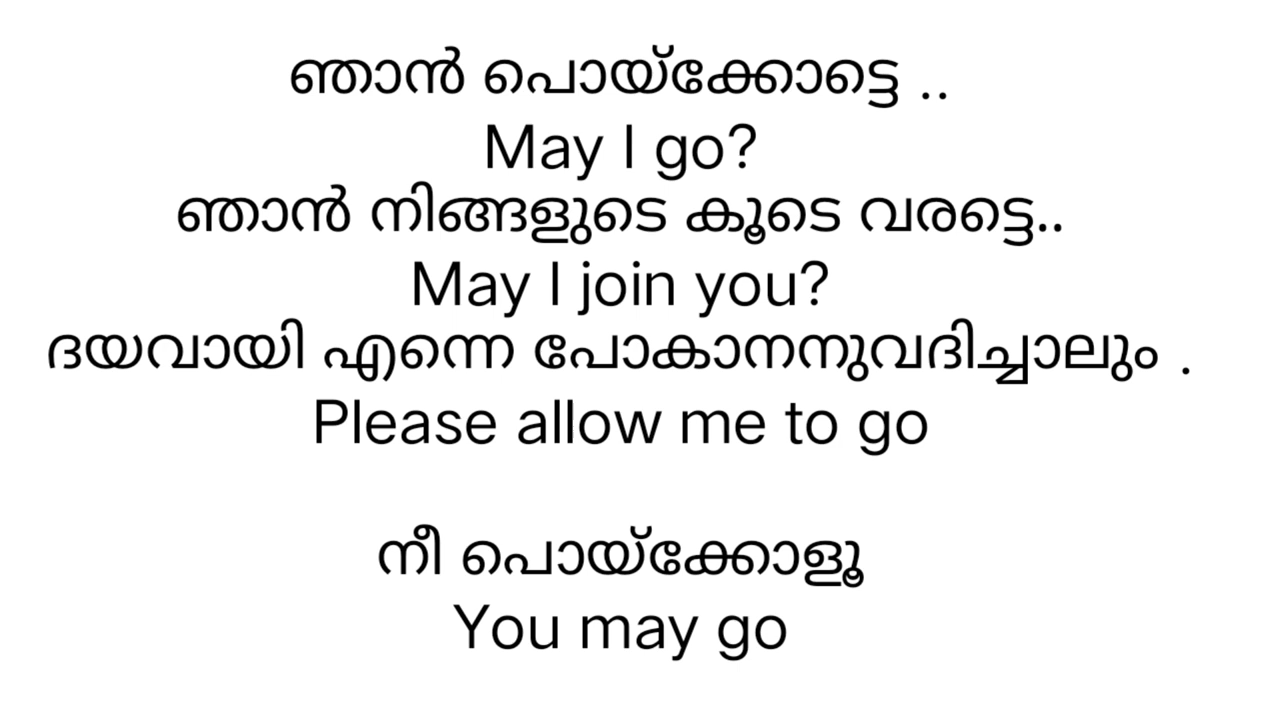 ഞാൻ പൊയ്ക്കോട്ടെ ..
May I go?
ഞാൻ നിങ്ങളുടെ കൂടെ വരട്ടെ..
May I join you?
ദയവായി എന്നെ പോകാനനുവദിച്ചാലും .
Please allow me to go
നീ പൊയ്ക്കോളൂ
You may go